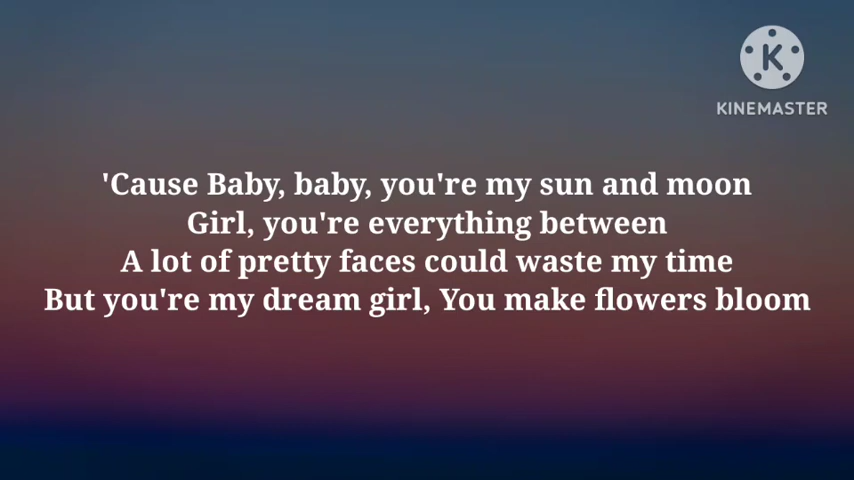 KINEMASTER
'Cause Baby, baby, you're my sun and moon
Girl, you're everything between
A lot of pretty faces could waste my time
But you're my dream girl, You make flowers bloom